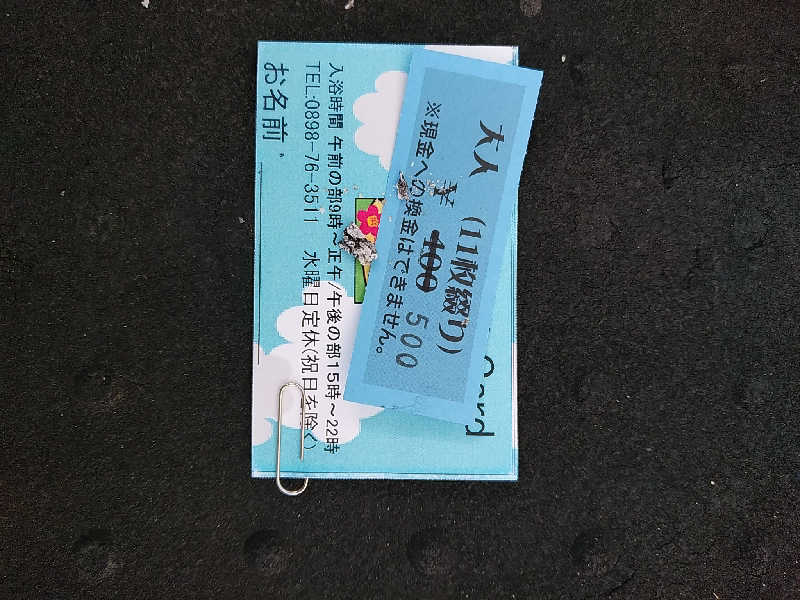 大人 (11枚綴り)
¥ 400 500
※現金への換金はできません。
Card
入浴時間 午前の部9時～正午/午後の部15時～22時
TEL:0898-76-3511 水曜日定休(祝日を除く)
お名前